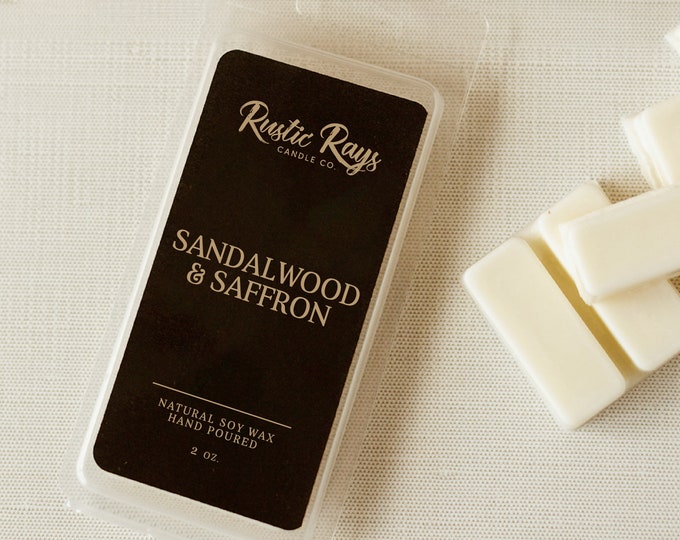 Rustic Rays
CANDLE CO.
SANDALWOOD
& SAFFRON
NATURAL SOY WAX
HAND POURED
2 OZ.